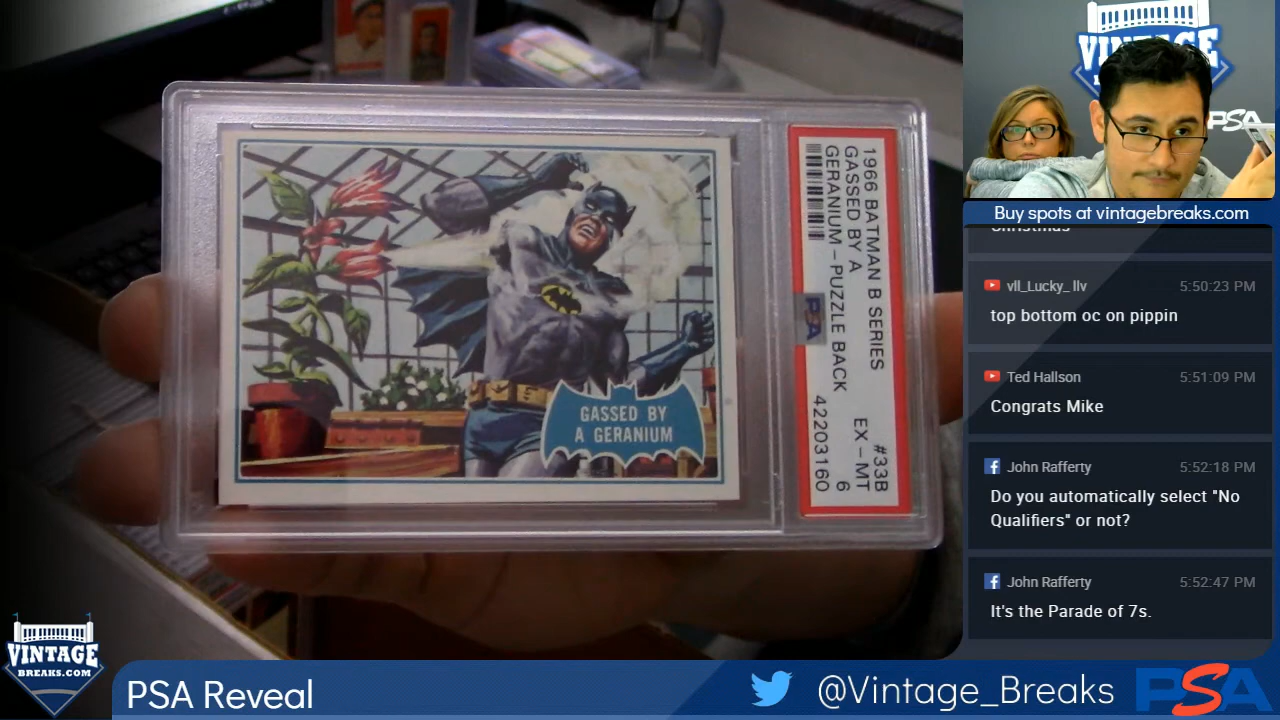 1966 BATMAN B SERIES #33B
GASSED BY A EX-MT
GERANIUM-PUZZLE BACK 6
PSA 42203160
GASSED BY
A GERANIUM
VINTAGE
PSA
Buy spots at vintagebreaks.com
Christmas
vll_Lucky_ llv 5:50:23 PM
top bottom oc on pippin
Ted Hallson 5:51:09 PM
Congrats Mike
John Rafferty 5:52:18 PM
Do you automatically select "No
Qualifiers" or not?
John Rafferty 5:52:47 PM
It's the Parade of 7s.
VINTAGE
BREAKS.COM
PSA Reveal
@Vintage_Breaks
PSA